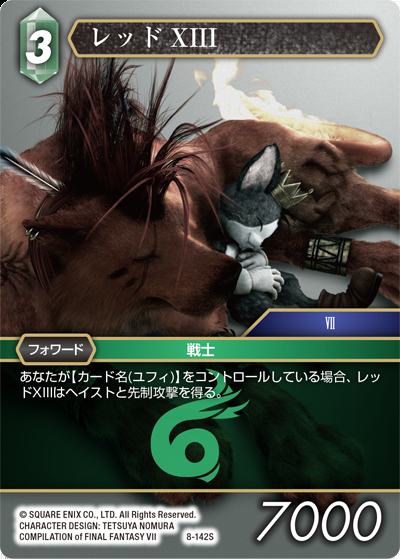 3
レッド XIII
VII
フォワード
戦士
あなたが【カード名(ユフィ)】をコントロールしている場合、レッ
ドXIIIはヘイストと先制攻撃を得る。
© SQUARE ENIX CO., LTD. All Rights Reserved.
CHARACTER DESIGN: TETSUYA NOMURA
COMPILATION of FINAL FANTASY VII
8-142S
7000